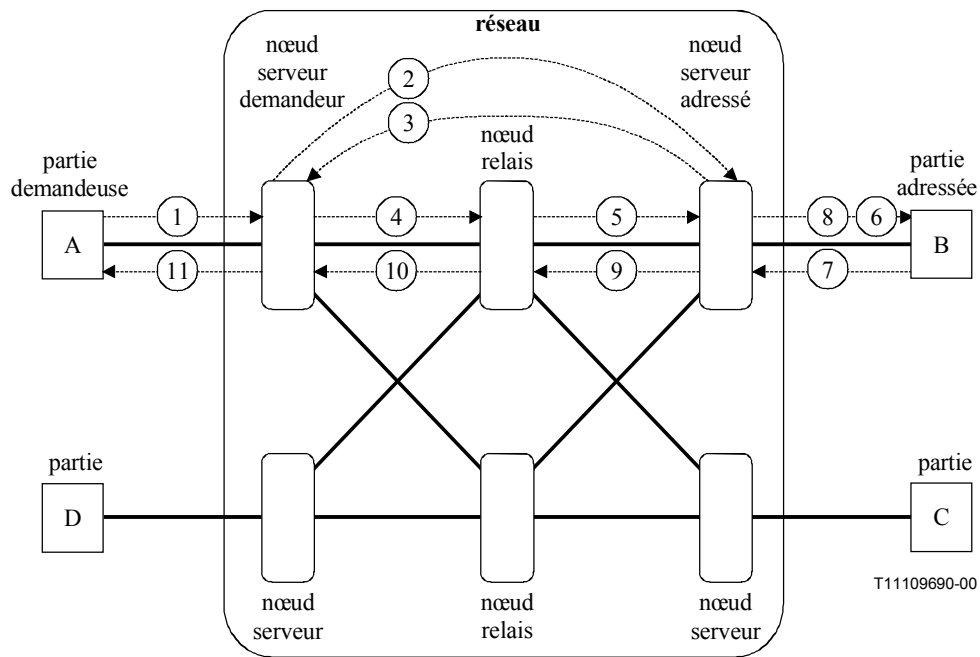 réseau
nœud
serveur
demandeur
nœud
serveur
adressé
2
3
nœud
relais
partie
demandeuse
partie
adressée
1
4
5
8
6
A
B
11
10
9
7
partie
partie
D
C
T11109690-00
nœud
serveur
nœud
relais
nœud
serveur